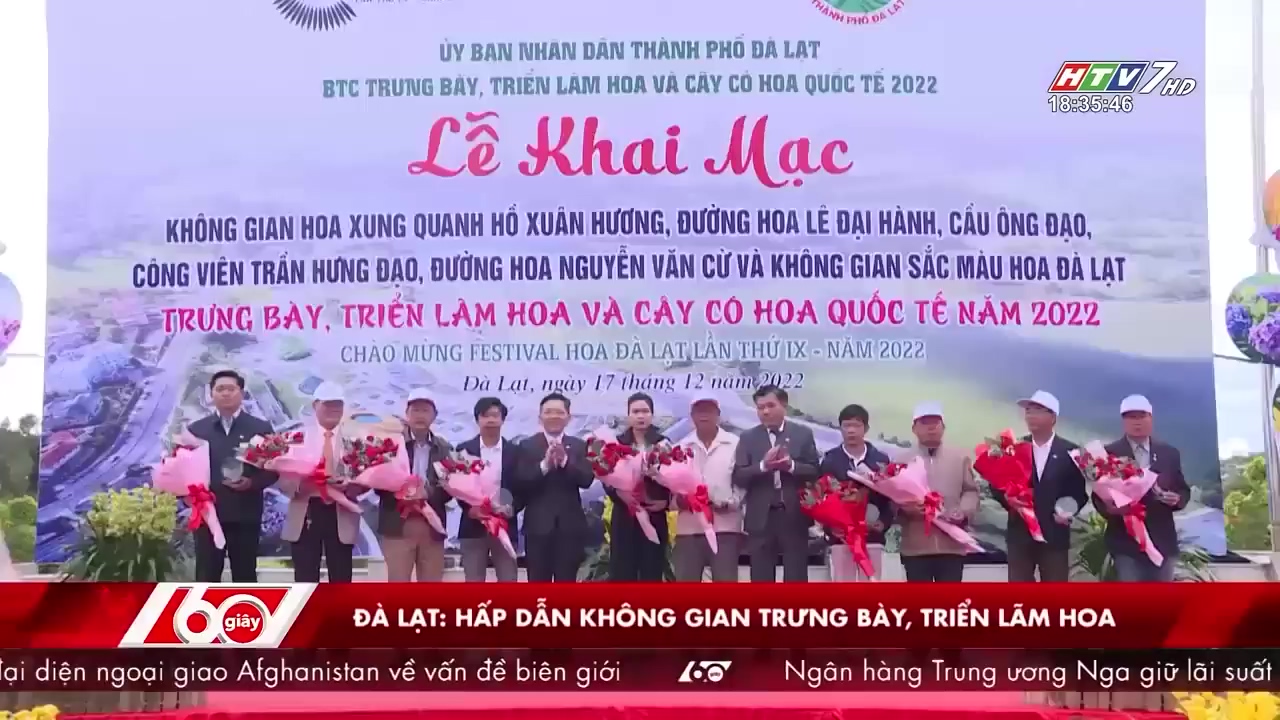 THÀNH PHỐ ĐÀ LẠT
ỦY BAN NHÂN DÂN THÀNH PHỐ ĐÀ LẠT
BTC TRƯNG BÀY, TRIỂN LÃM HOA VÀ CÂY CÓ HOA QUỐC TẾ 2022
HTV7 HD
18:35:46
Lễ Khai Mạc
KHÔNG GIAN HOA XUNG QUANH HỒ XUÂN HƯƠNG, ĐƯỜNG HOA LÊ ĐẠI HÀNH, CẦU ÔNG ĐẠO,
CÔNG VIÊN TRẦN HƯNG ĐẠO, ĐƯỜNG HOA NGUYỄN VĂN CỪ VÀ KHÔNG GIAN SẮC MÀU HOA ĐÀ LẠT
TRƯNG BÀY, TRIỂN LÃM HOA VÀ CÂY CÓ HOA QUỐC TẾ NĂM 2022
CHÀO MỪNG FESTIVAL HOA ĐÀ LẠT LẦN THỨ IX - NĂM 2022
Đà Lạt, ngày 17 tháng 12 năm 2022
60 giây
ĐÀ LẠT: HẤP DẪN KHÔNG GIAN TRƯNG BÀY, TRIỂN LÃM HOA
đại diện ngoại giao Afghanistan về vấn đề biên giới 60 giây Ngân hàng Trung ương Nga giữ lãi suất